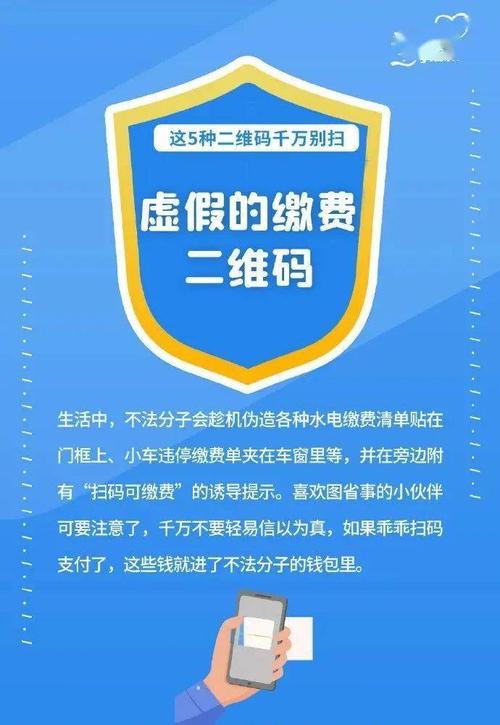 这5种二维码千万别扫
虚假的缴费
二维码
生活中，不法分子会趁机伪造各种水电缴费清单贴在
门框上、小车违停缴费单夹在车窗里等，并在旁边附
有“扫码可缴费”的诱导提示。喜欢图省事的小伙伴
可要注意了，千万不要轻易信以为真，如果乖乖扫码
支付了，这些钱就进了不法分子的钱包里。